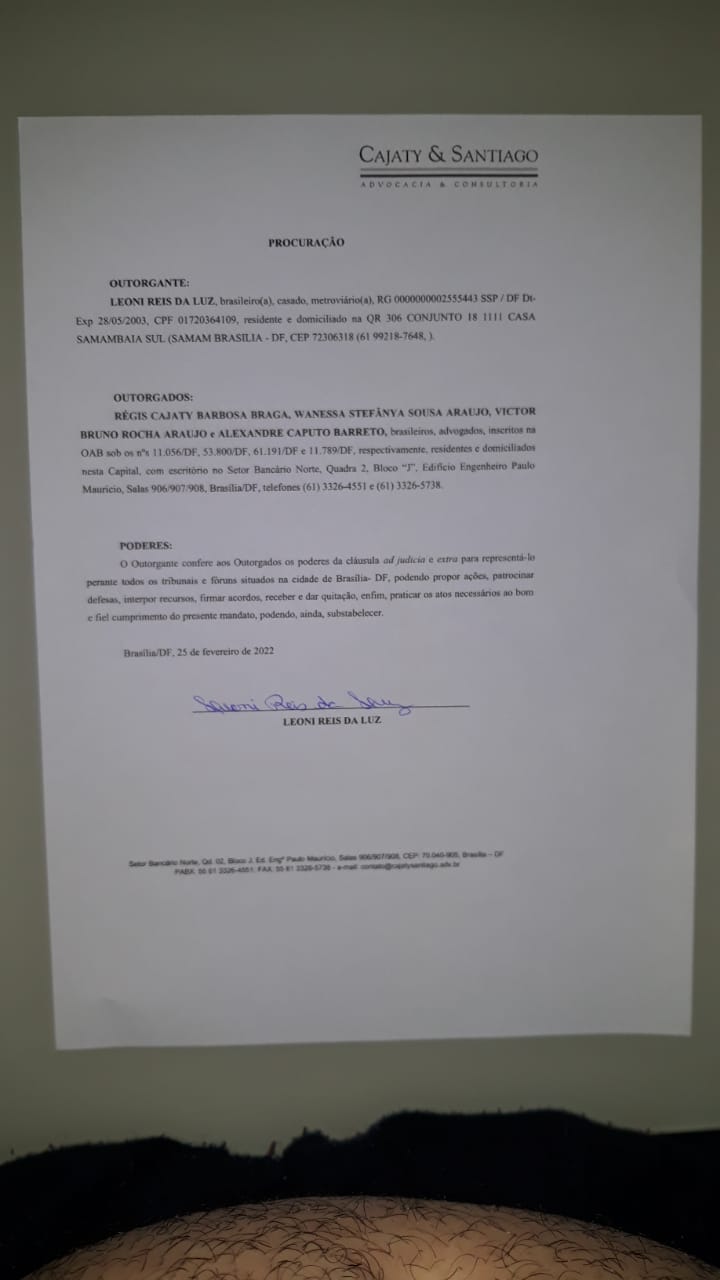 CAJATY & SANTIAGO
ADVOCACIA & CONSULTORIA
PROCURAÇÃO
OUTORGANTE:
LEONI REIS DA LUZ, brasileiro(a), casado, metroviário(a), RG 0000000002555443 SSP / DF Dt-
Exp 28/05/2003, CPF 01720364109, residente e domiciliado na QR 306 CONJUNTO 18 1111 CASA
SAMAMBAIA SUL (SAMAM BRASILIA - DF, CEP 72306318 (61 99218-7648, ).
OUTORGADOS:
RÉGIS CAJATY BARBOSA BRAGA, WANESSA STEFÂNYA SOUSA ARAUJO, VICTOR
BRUNO ROCHA ARAUJO e ALEXANDRE CAPUTO BARRETO, brasileiros, advogados, inscritos na
OAB sob os nºs 11.056/DF, 53.800/DF, 61.191/DF e 11.789/DF, respectivamente, residentes e domiciliados
nesta Capital, com escritório no Setor Bancário Norte, Quadra 2, Bloco “J”, Edifício Engenheiro Paulo
Maurício, Salas 906/907/908, Brasília/DF, telefones (61) 3326-4551 e (61) 3326-5738.
PODERES:
O Outorgante confere aos Outorgados os poderes da cláusula ad judicia e extra para representá-lo
perante todos os tribunais e fóruns situados na cidade de Brasília- DF, podendo propor ações, patrocinar
defesas, interpor recursos, firmar acordos, receber e dar quitação, enfim, praticar os atos necessários ao bom
e fiel cumprimento do presente mandato, podendo, ainda, substabelecer.
Brasília/DF, 25 de fevereiro de 2022
Leoni Reis da Luz
LEONI REIS DA LUZ
Setor Bancário Norte, Qd. 02, Bloco J, Ed. Engº Paulo Maurício, Salas 906/907/908, CEP: 70.040-905, Brasília – DF
PABX: 55 61 3326-4551; FAX: 55 61 3326-5738 - e-mail: contato@cajatysantiago.adv.br